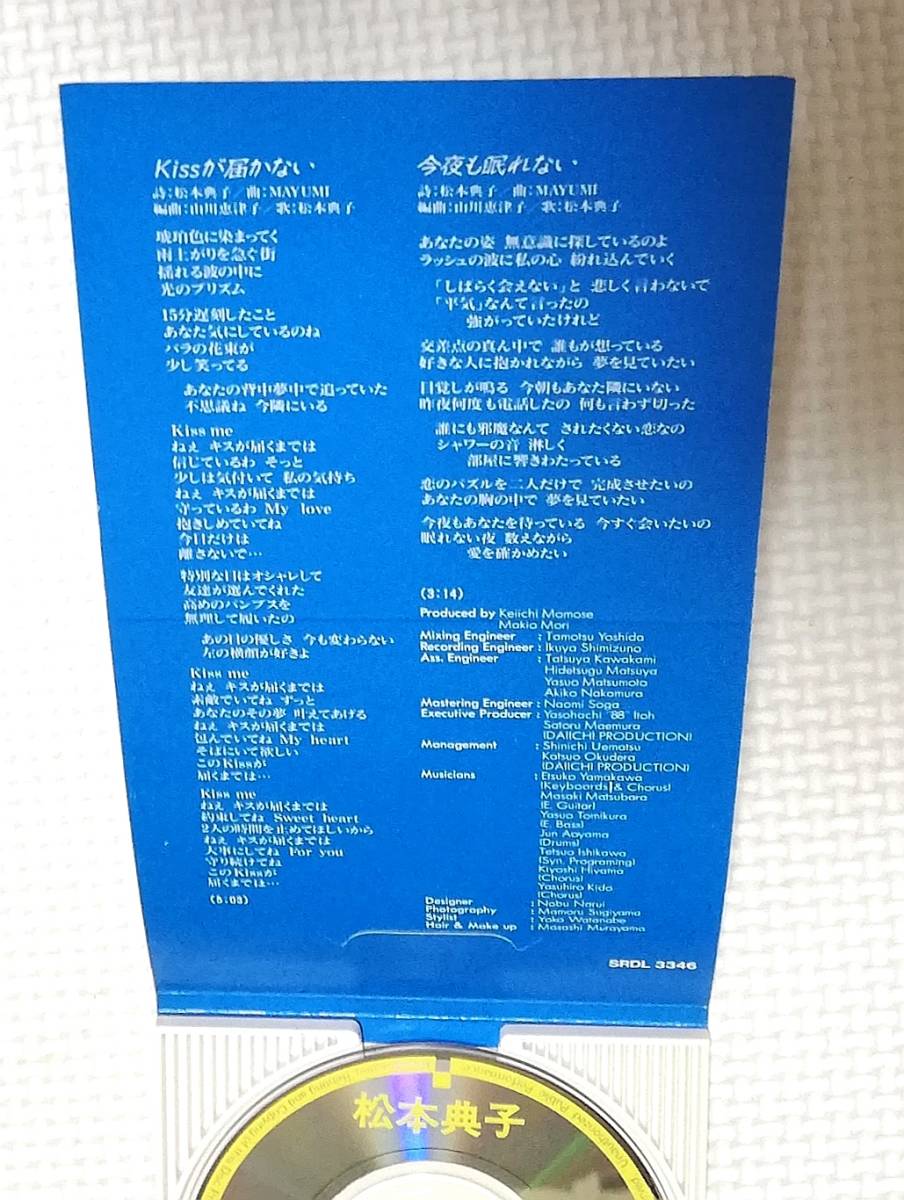 Kissが届かない
詩:松本典子/曲:MAYUMI
編曲:山川恵津子/歌:松本典子
琥珀色に染まってく
雨上がりを急ぐ街
揺れる波の中に
光のプリズム
15分遅刻したこと
あなた気にしているのね
バラの花束が
少し笑ってる
あなたの背中夢中で追っていた
不思議ね 今隣にいる
Kiss me
ねぇ キスが届くまでは
信じているわ そっと
少しは気付いて 私の気持ち
ねぇ キスが届くまでは
守っているわ My love
抱きしめていてね
今日だけは
離さないで…
特別な日はオシャレして
友達が選んでくれた
高めのパンプスを
無理して履いたの
あの日の優しさ 今も変わらない
左の横顔が好きよ
Kiss me
ねぇ キスが届くまでは
素敵でいてね ずっと
あなたのその夢 叶えてあげる
ねぇ キスが届くまでは
包んでいてね My heart
そばにいて欲しい
このKissが
届くまでは…
Kiss me
ねぇ キスが届くまでは
約束してね Sweet heart
2人の時間を止めてほしいから
ねぇ キスが届くまでは
大事にしてね For you
守り続けてね
このKissが
届くまでは…
(5:03)
今夜も眠れない
詩:松本典子/曲:MAYUMI
編曲:山川恵津子/歌:松本典子
あなたの姿 無意識に探しているのよ
ラッシュの波に私の心 紛れ込んでいく
「しばらく会えない」と 悲しく言わないで
「平気」なんて言ったの
強がっていたけれど
交差点の真ん中で 誰もが想っている
好きな人に抱かれながら 夢を見ていたい
目覚しが鳴る 今朝もあなた隣にいない
昨夜何度も電話したの 何も言わず切った
誰にも邪魔なんて されたくない恋なの
シャワーの音 淋しく
部屋に響きわたっている
恋のパズルを二人だけで 完成させたいの
あなたの胸の中で 夢を見ていたい
今夜もあなたを待っている 今すぐ会いたいの
眠れない夜 数えながら
愛を確かめたい
(3:14)
Produced by Keiichi Momose
Makio Mori
Mixing Engineer : Tamotsu Yoshida
Recording Engineer : Ikuya Shimizuno
Ass. Engineer : Tatsuya Kawakami
Hidetsugu Matsuya
Yasuo Matsumoto
Akiko Nakamura
Mastering Engineer : Naomi Soga
Executive Producer : Yasohachi "88" Itoh
Satoru Maemura
(DAIICHI PRODUCTION)
Management : Shinichi Uematsu
Katsuo Okudera
(DAIICHI PRODUCTION)
Musicians : Etsuko Yamakawa
(Keyboards & Chorus)
Masaki Matsubara
(E. Guitar)
Yasuo Tomikura
(E. Bass)
Jun Aoyama
(Drums)
Tetsuo Ishikawa
(Syn. Programing)
Kiyoshi Hiyama
(Chorus)
Yasuhiro Kido
(Chorus)
Designer : Nobu Narui
Photography : Mamoru Sugiyama
Stylist : Yoko Watanabe
Hair & Make up : Masashi Murayama
SRDL 3346
松本典子
Unauthorized Public Performance